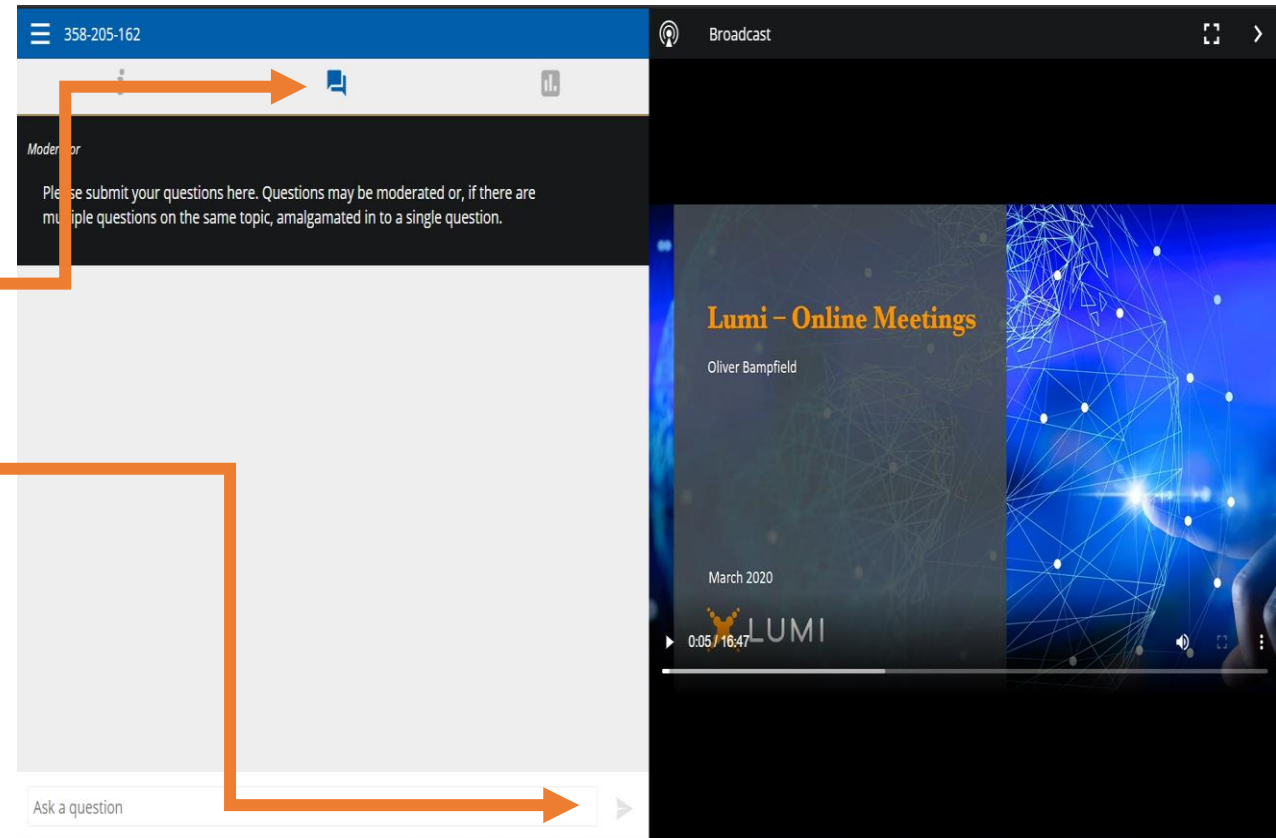 358-205-162
Broadcast
Moderator
Please submit your questions here. Questions may be moderated or, if there are
multiple questions on the same topic, amalgamated in to a single question.
Lumi – Online Meetings
Oliver Bampfield
March 2020
LUMI
0:05 / 16:47
Ask a question